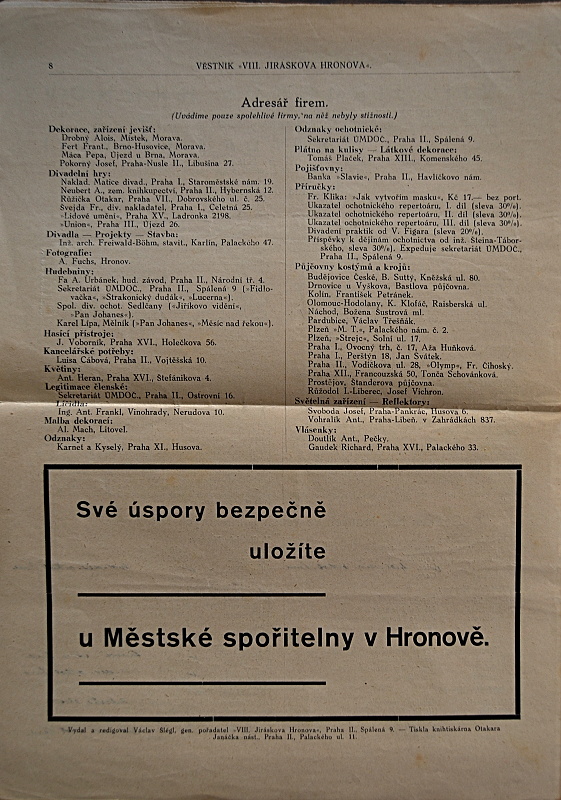 8
VĚSTNÍK »VIII. JIRÁSKOVA HRONOVA«.
Adresář firem.
(Uvádíme pouze spolehlivé firmy, na něž nebyly stížnosti.)
Dekorace, zařízení jevišť:
Drobný Alois, Místek, Morava.
Fert Frant., Brno-Husovice, Morava.
Máca Pepa, Újezd u Brna, Morava.
Pokorný Josef, Praha-Nusle II., Libušina 27.
Divadelní hry:
Naklad. Matice divad., Praha I., Staroměstské nám. 19.
Neubert A., zem. knihkupectví, Praha II., Hybernská 12.
Růžička Otakar, Praha VII., Dobrovského ul. č. 25.
Švejda Fr., div. nakladatel, Praha I., Celetná 25.
»Lidové umění«, Praha XV., Ladronka 2198.
»Union«, Praha III., Újezd 26.
Divadla — Projekty — Stavba:
Inž. arch. Freiwald-Böhm, stavit., Karlín, Palackého 47.
Fotografie:
A. Fuchs, Hronov.
Hudebniny:
Fa A. Urbánek, hud. závod, Praha II., Národní tř. 4.
Sekretariát ÚMDOČ., Praha II., Spálená 9 (»Fidlo-
vačka«, »Strakonický dudák«, »Lucerna«).
Spol. div. ochot. Sedlčany (»Jiříkovo vidění«,
»Pan Johanes«).
Karel Lípa, Mělník (»Pan Johanes«, »Měsíc nad řekou«).
Hasicí přístroje:
J. Voborník, Praha XVI., Holečkova 56.
Kancelářské potřeby:
Luisa Čábová, Praha II., Vojtěšská 10.
Květiny:
Ant. Heran, Praha XVI., Štefánikova 4.
Legitimace členské:
Sekretariát ÚMDOČ., Praha II., Ostrovní 16.
Líčidla:
Ing. Ant. Frankl, Vinohrady, Nerudova 10.
Malba dekorací:
Al. Mach, Litovel.
Odznaky:
Karnet a Kyselý, Praha XI., Husova.
Odznaky ochotnické:
Sekretariát ÚMDOČ., Praha II., Spálená 9.
Plátno na kulisy — Látkové dekorace:
Tomáš Plaček, Praha XIII., Komenského 45.
Pojišťovny:
Banka »Slavie«, Praha II., Havlíčkovo nám.
Příručky:
Fr. Klika: »Jak vytvořím masku«, Kč 17.— bez port.
Ukazatel ochotnického repertoáru, I. díl (sleva 30%).
Ukazatel ochotnického repertoáru, II. díl (sleva 30%).
Ukazatel ochotnického repertoáru, III. díl (sleva 30%).
Divadení praktik od V. Figara (sleva 20%).
Příspěvky k dějinám ochotnictva od inž. Šteina-Tábor-
ského, sleva 30%. Expeduje sekretariát ÚMDOČ.,
Praha II., Spálená 9.
Půjčovny kostymů a krojů:
Budějovice České, B. Suttý, Kněžská ul. 80.
Drnovice u Vyškova, Bastlova půjčovna.
Kolín, František Petránek.
Olomouc-Hodolany, K. Klofáč, Raisberská ul.
Náchod, Božena Šustrová ml.
Pardubice, Václav Třešňák.
Plzeň »M. T.«, Palackého nám. č. 2.
Plzeň, »Strejc«, Solní ul. 17.
Praha I., Ovocný trh, č. 17, Aža Huňková.
Praha I., Perštýn 18, Jan Svátek.
Praha II., Vodičkova ul. 28, »Olymp«, Fr. Čihoský.
Praha XII., Francouzská 50, Tonča Schovánková.
Prostějov, Štanderova půjčovna.
Růžodol I.-Liberec, Josef Vichron.
Světelná zařízení — Reflektory:
Svoboda Josef, Praha-Pankrác, Husova 6.
Vohralík Ant., Praha-Libeň. v Zahrádkách 837.
Vlásenky:
Doutlík Ant., Pečky.
Gaudek Richard, Praha XVI., Palackého 33.
Své úspory bezpečně
uložíte
u Městské spořitelny v Hronově.
Vydal a redigoval Václav Šlégl, gen. pořadatel »VIII. Jiráskova Hronova«, Praha II., Spálená 9. — Tiskla knihtiskárna Otakara
Janáčka nást., Praha II., Palackého ul. 11.